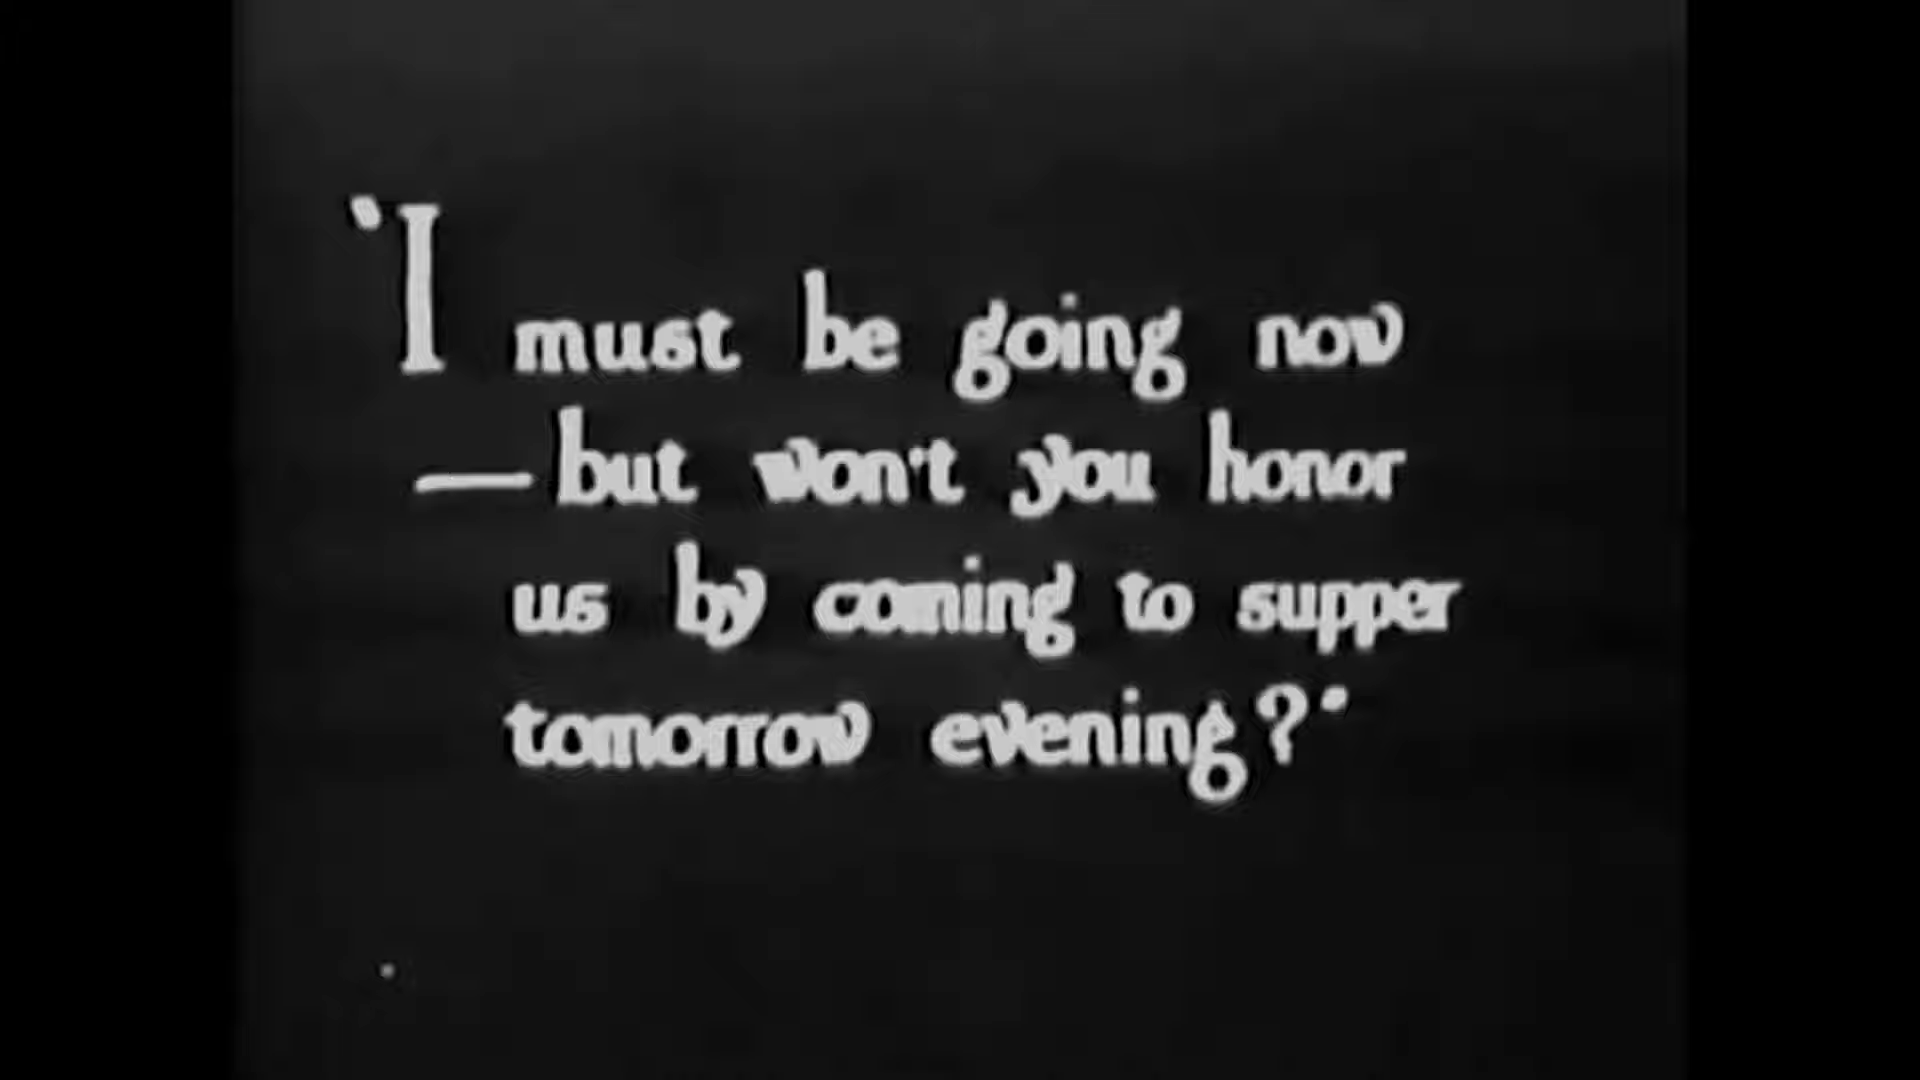 "I must be going now
—but won't you honor
us by coming to supper
tomorrow evening?"